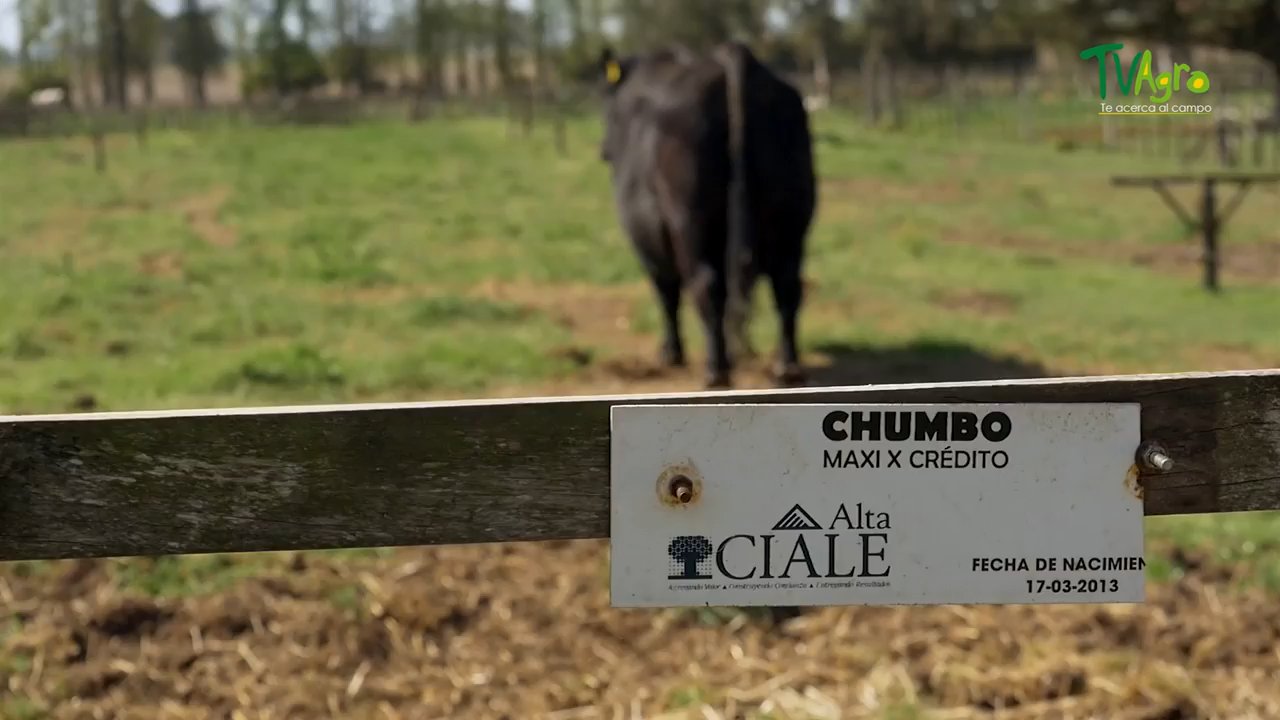 TVAgro
Te acerca al campo
CHUMBO
MAXI X CRÉDITO
Alta
CIALE
FECHA DE NACIMIEN
17-03-2013